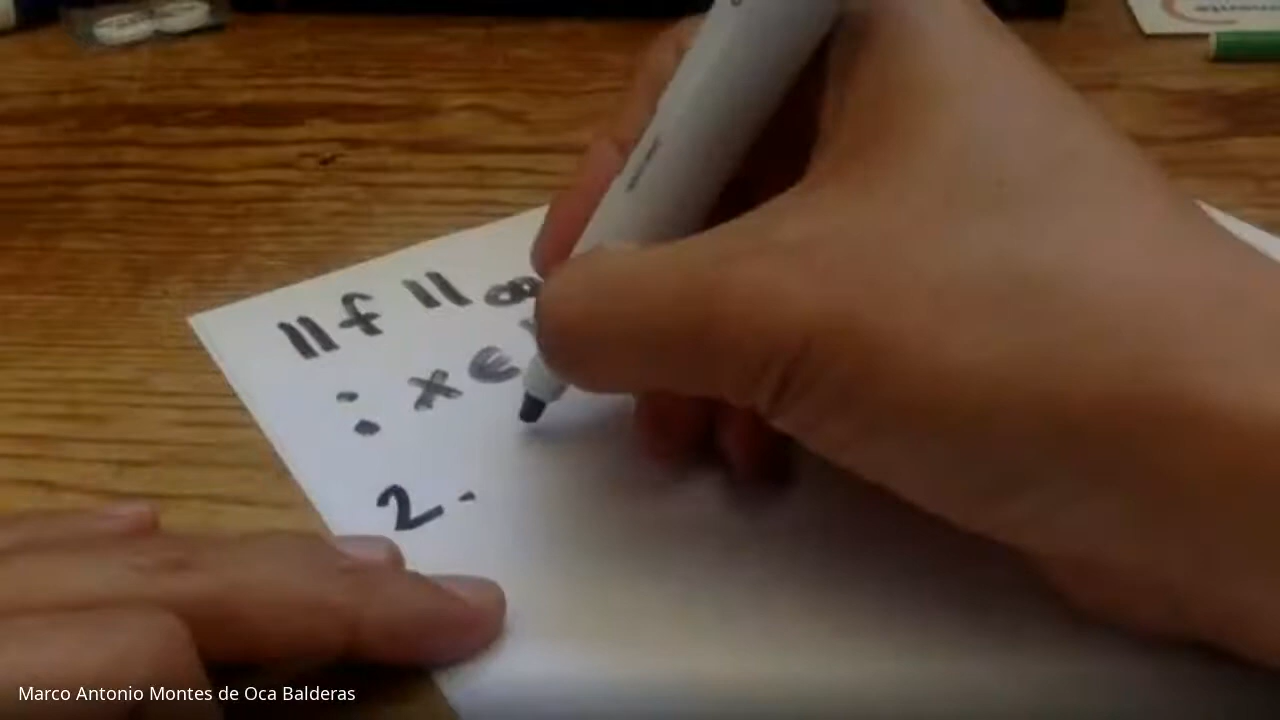 ||f||∞
: x ∈
2.
Marco Antonio Montes de Oca Balderas